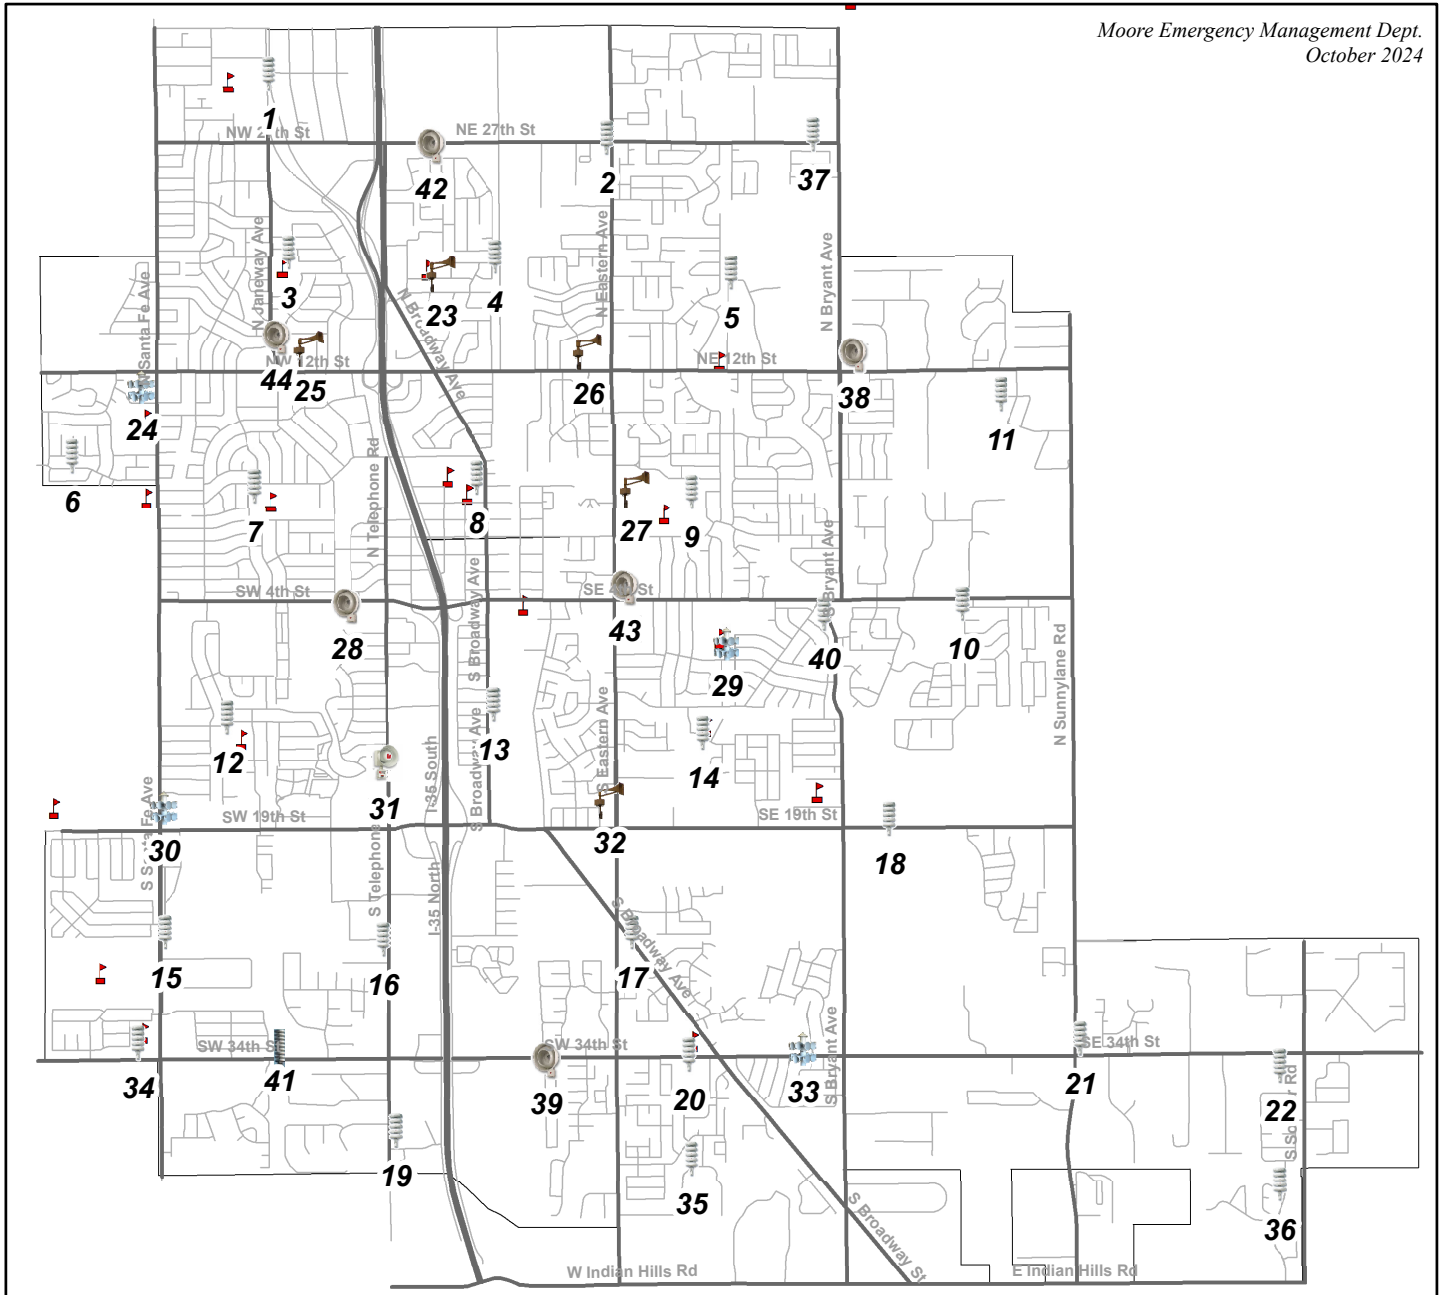 Moore Emergency Management Dept.
October 2024
1
NE 27th St
42
2
37
N Janeway Ave
3
23
4
N Eastern Ave
5
N Bryant Ave
Santa Fe Ave
N Broadway Ave
NW 12th St
44
25
26
NE 12th St
38
24
11
6
7
N Telephone Rd
8
27
9
S Bryant Ave
SW 4th St
28
S Broadway Ave
43
29
40
10
N Sunnylane Rd
12
13
S Eastern Ave
14
31
I-35 South
S Broadway Ave
SW 19th St
30
32
SE 19th St
18
S Telephone
I-35 North
15
16
17
S Broadway Ave
34
SW 34th St
41
SW 34th St
39
20
33
S Bryant Ave
SE 34th St
21
22
19
35
36
S Broadway St
W Indian Hills Rd
E Indian Hills Rd